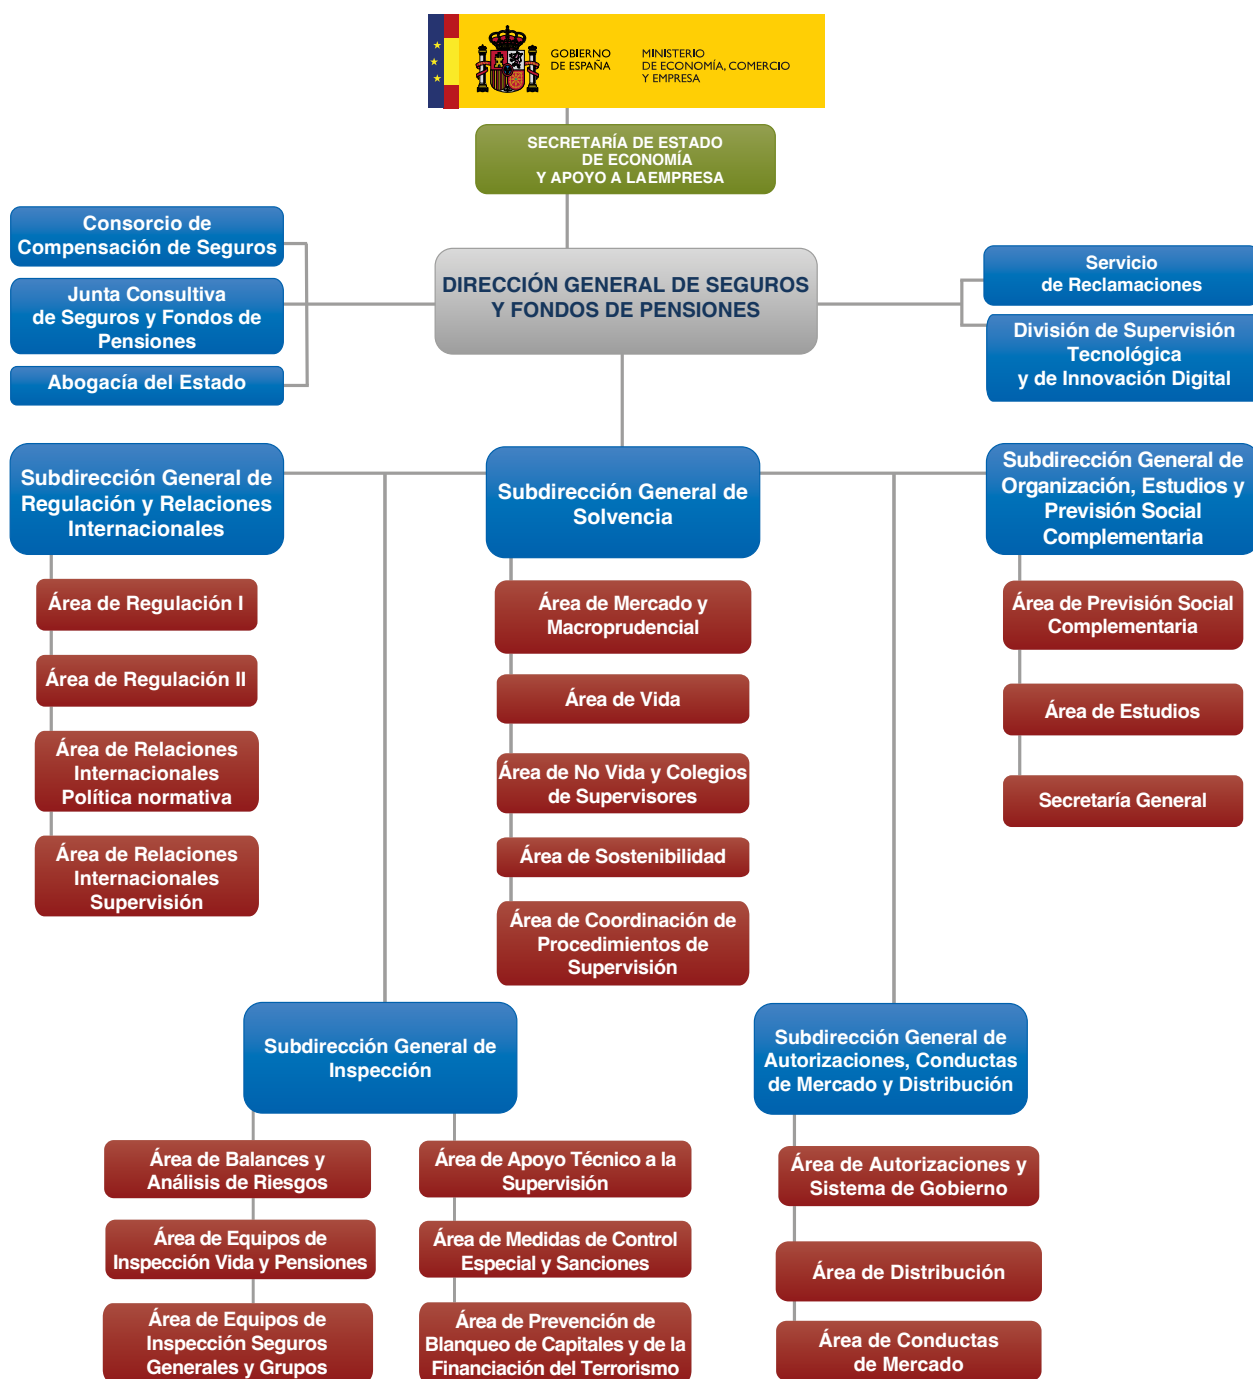 GOBIERNO
DE ESPAÑA
MINISTERIO
DE ECONOMÍA, COMERCIO
Y EMPRESA
SECRETARÍA DE ESTADO
DE ECONOMÍA
Y APOYO A LAEMPRESA
Consorcio de
Compensación de Seguros
Junta Consultiva
de Seguros y Fondos de
Pensiones
Abogacía del Estado
DIRECCIÓN GENERAL DE SEGUROS
Y FONDOS DE PENSIONES
Servicio
de Reclamaciones
División de Supervisión
Tecnológica
y de Innovación Digital
Subdirección General de
Regulación y Relaciones
Internacionales
Área de Regulación I
Área de Regulación II
Área de Relaciones
Internacionales
Política normativa
Área de Relaciones
Internacionales
Supervisión
Subdirección General de
Solvencia
Área de Mercado y
Macroprudencial
Área de Vida
Área de No Vida y Colegios
de Supervisores
Área de Sostenibilidad
Área de Coordinación de
Procedimientos de
Supervisión
Subdirección General de
Organización, Estudios y
Previsión Social
Complementaria
Área de Previsión Social
Complementaria
Área de Estudios
Secretaría General
Subdirección General de
Inspección
Área de Balances y
Análisis de Riesgos
Área de Equipos de
Inspección Vida y Pensiones
Área de Equipos de
Inspección Seguros
Generales y Grupos
Área de Apoyo Técnico a la
Supervisión
Área de Medidas de Control
Especial y Sanciones
Área de Prevención de
Blanqueo de Capitales y de la
Financiación del Terrorismo
Subdirección General de
Autorizaciones, Conductas
de Mercado y Distribución
Área de Autorizaciones y
Sistema de Gobierno
Área de Distribución
Área de Conductas
de Mercado